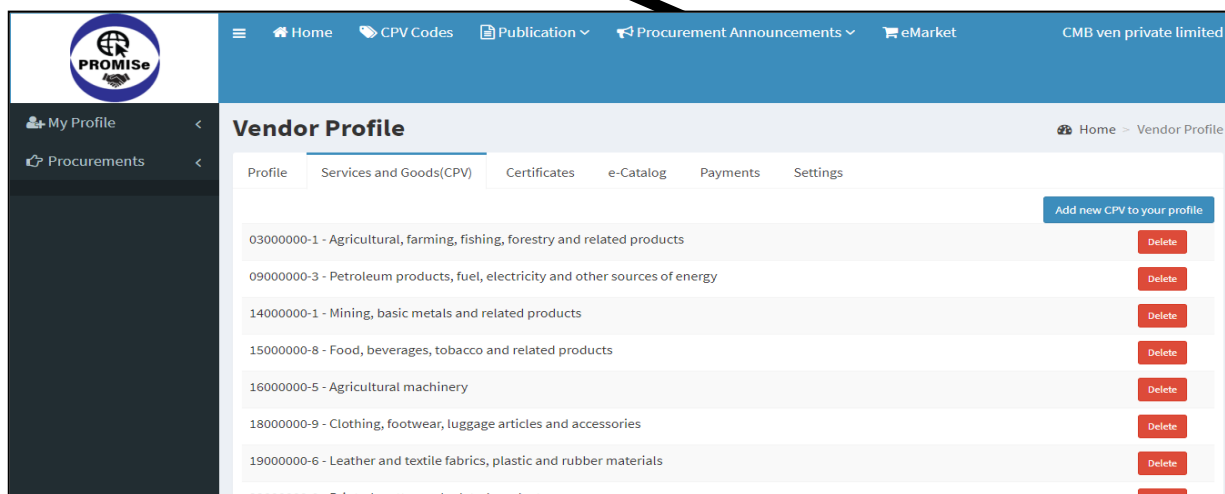 PROMISe
Home CPV Codes Publication Procurement Announcements eMarket CMB ven private limited
My Profile
Procurements
Vendor Profile
Home > Vendor Profile
Profile Services and Goods(CPV) Certificates e-Catalog Payments Settings
Add new CPV to your profile
03000000-1 - Agricultural, farming, fishing, forestry and related products Delete
09000000-3 - Petroleum products, fuel, electricity and other sources of energy Delete
14000000-1 - Mining, basic metals and related products Delete
15000000-8 - Food, beverages, tobacco and related products Delete
16000000-5 - Agricultural machinery Delete
18000000-9 - Clothing, footwear, luggage articles and accessories Delete
19000000-6 - Leather and textile fabrics, plastic and rubber materials Delete